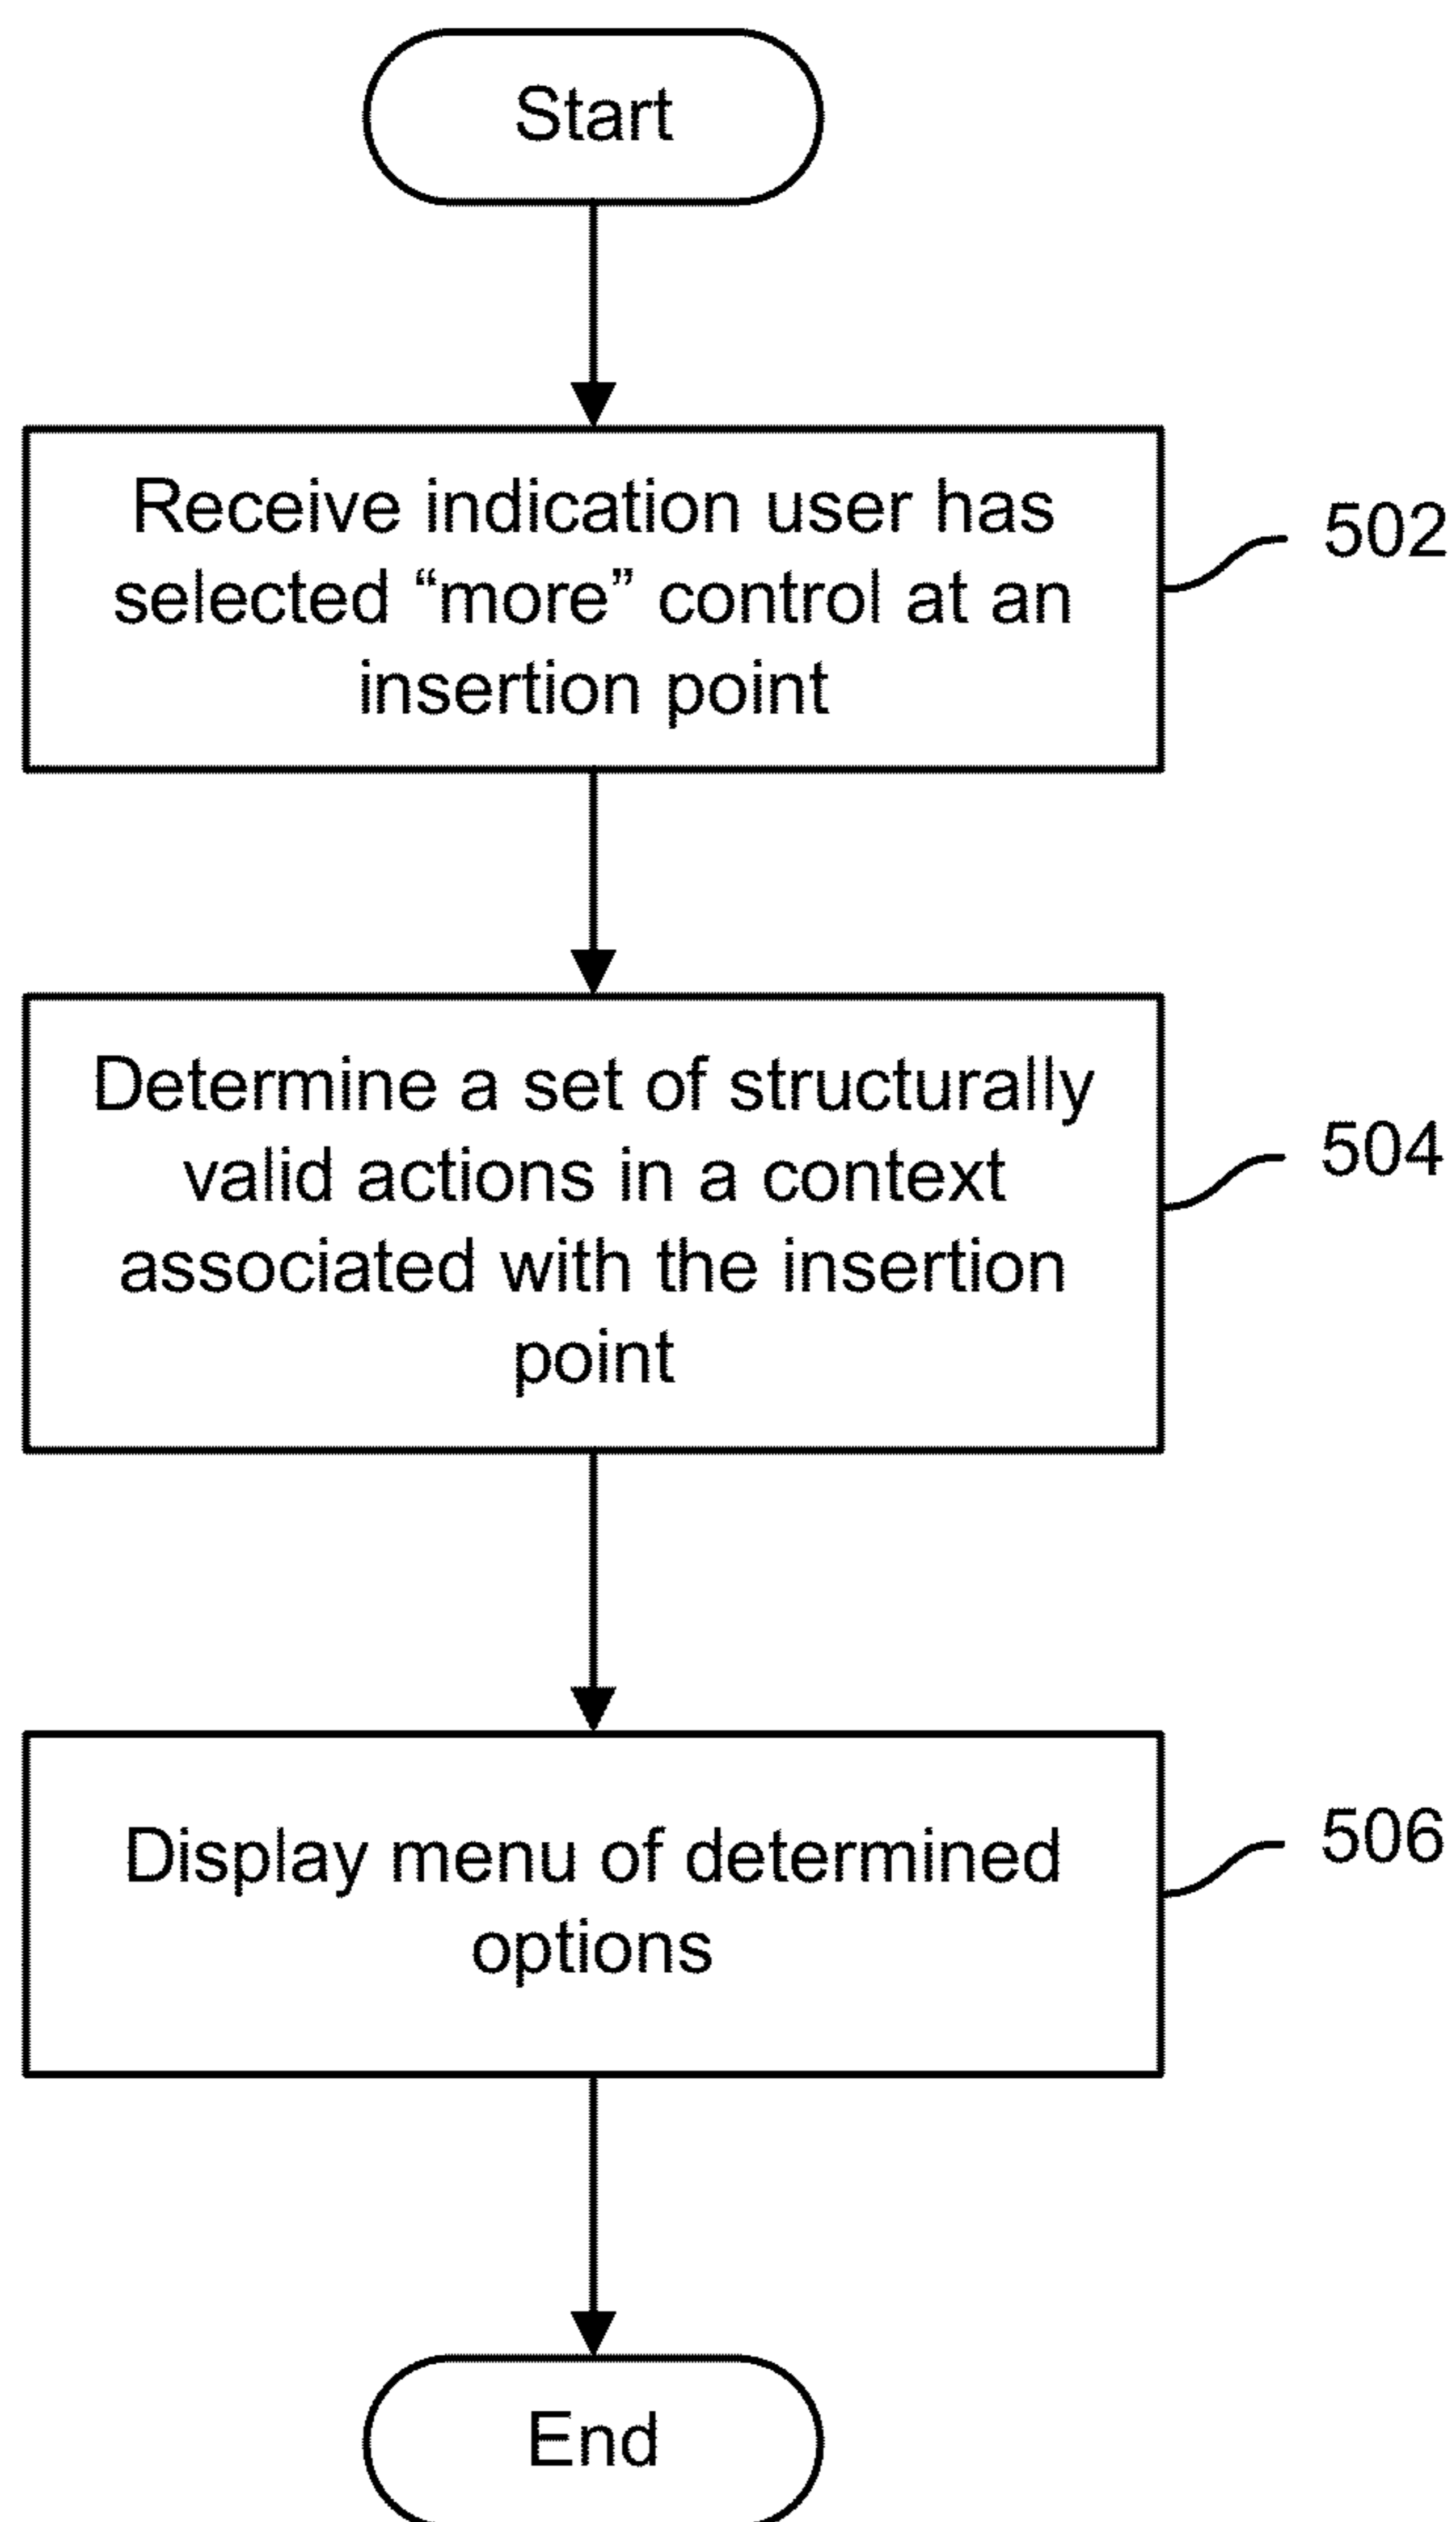 Start
Receive indication user has
selected “more” control at an
insertion point
502
Determine a set of structurally
valid actions in a context
associated with the insertion
point
504
Display menu of determined
options
506
End